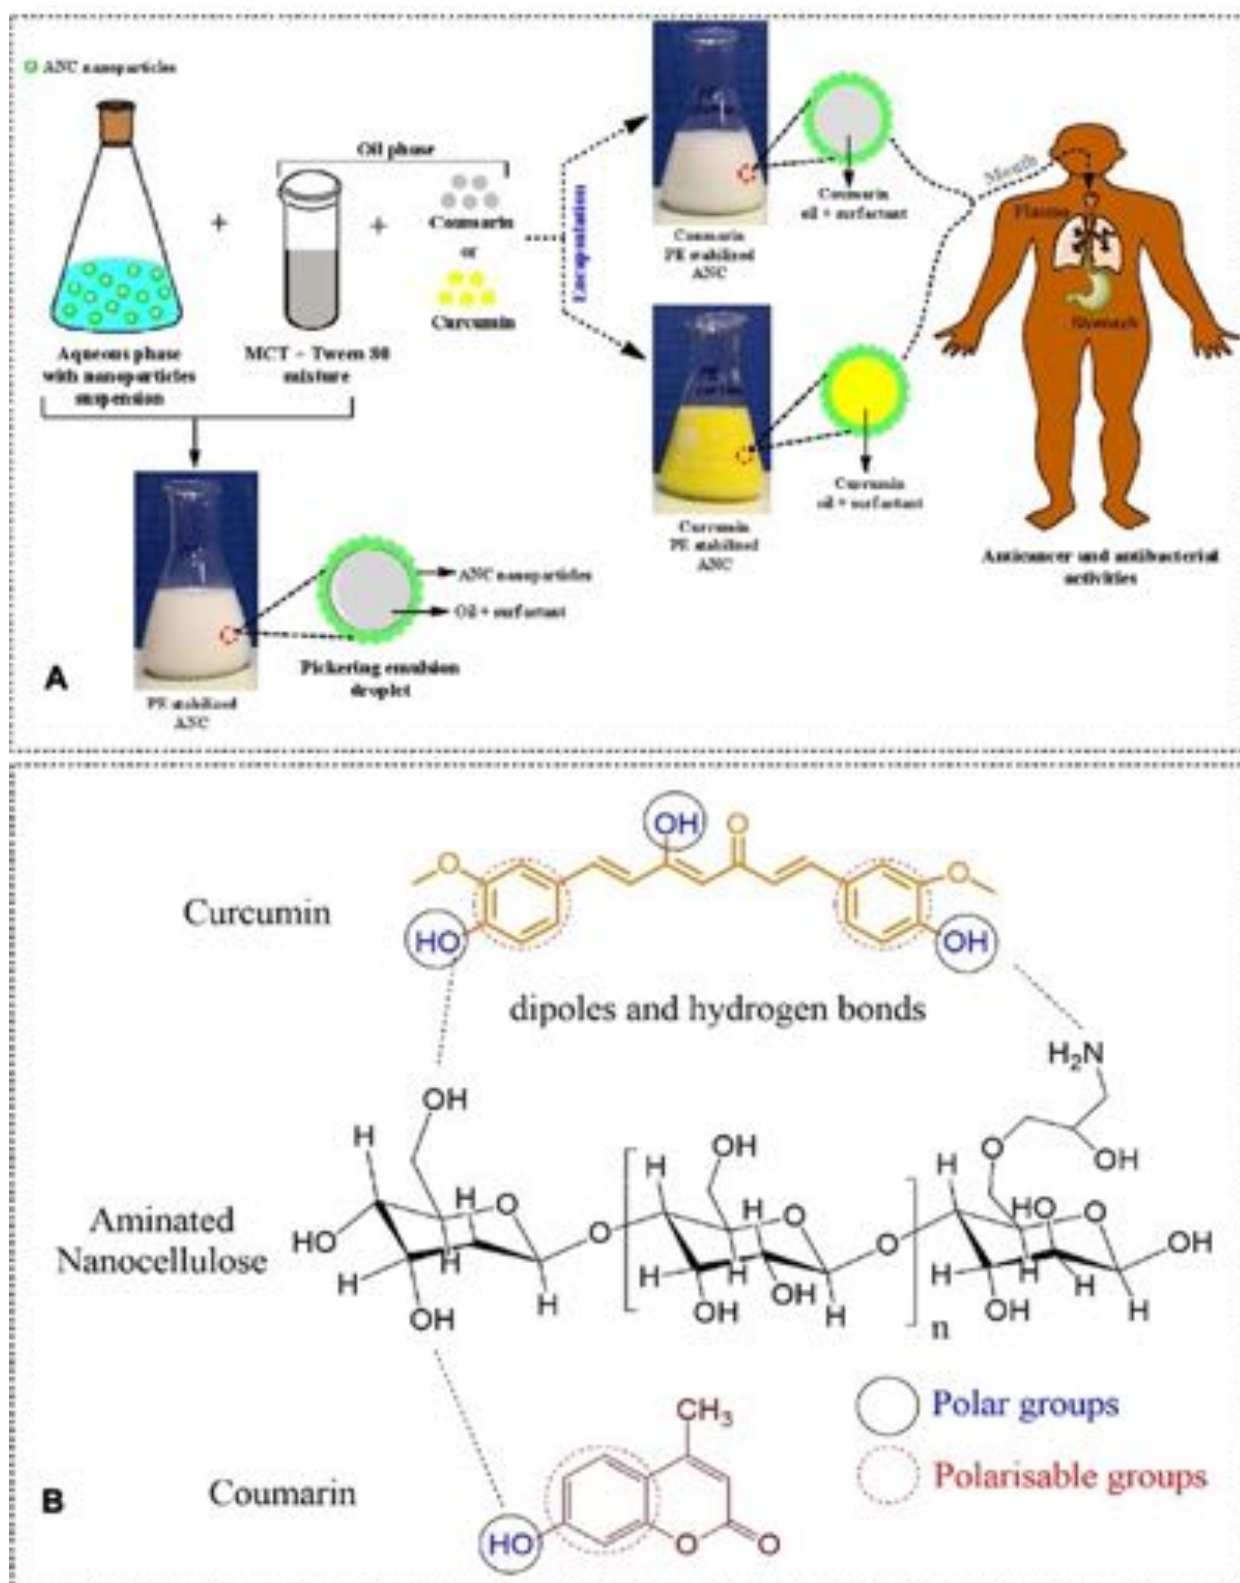 ANC nanoparticles
Oil phase
+
+
Coumarin
or
Curcumin
Aqueous phase
with nanoparticles
suspension
MCT – Tween 80
mixture
Encapsulation
Coumarin
PE stabilized
ANC
Coumarin
oil + surfactant
Curcumin
PE stabilized
ANC
Curcumin
oil + surfactant
Mouth
Plasma
Stomach
Anticancer and antibacterial
activities
PE stabilized
ANC
ANC nanoparticles
Oil + surfactant
Pickering emulsion
droplet
A
Curcumin
OH
O
O
O
HO
OH
dipoles and hydrogen bonds
H2N
OH
H
OH
H
O
OH
H
Aminated
Nanocellulose
HO
H
O
H
H
OH
H
O
H
O
H
H
OH
OH
H
O
HO
O
H
H
OH
H
H
OH
n
CH3
Polar groups
Polarisable groups
Coumarin
HO
O
O
B